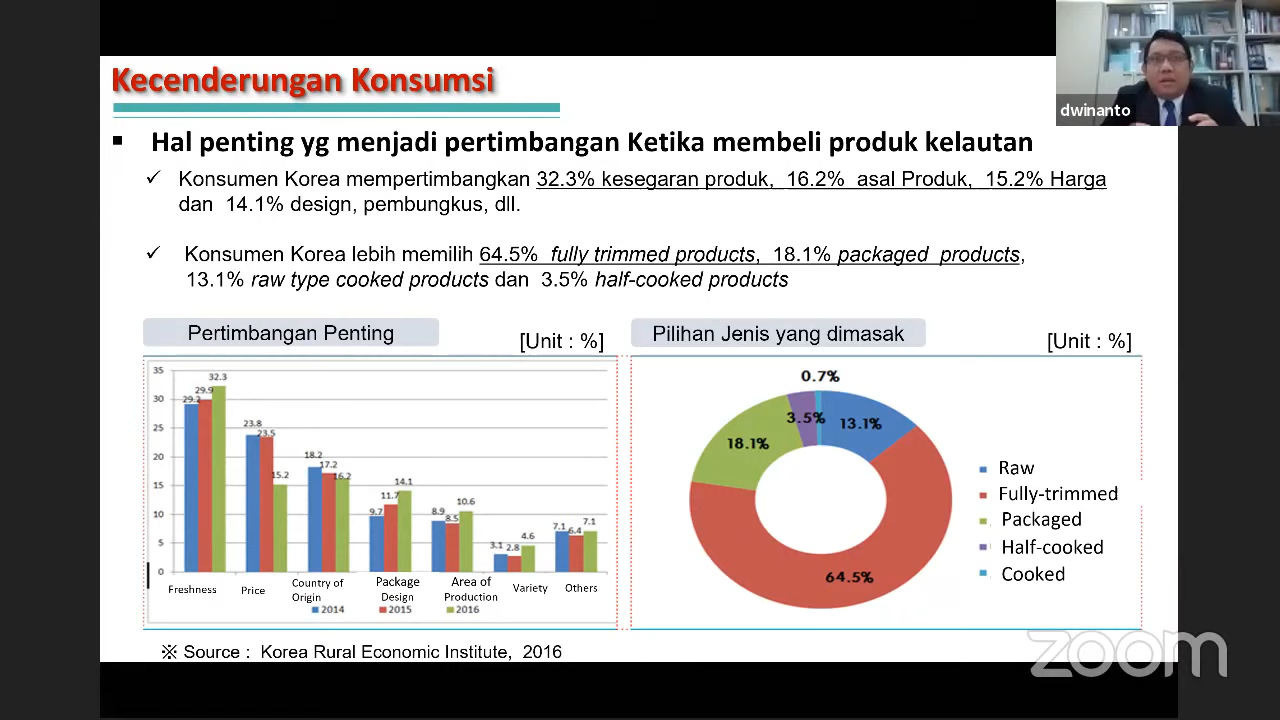 Kecenderungan Konsumsi
dwinanto
▪ Hal penting yg menjadi pertimbangan Ketika membeli produk kelautan
✓ Konsumen Korea mempertimbangkan 32.3% kesegaran produk, 16.2% asal Produk, 15.2% Harga
dan 14.1% design, pembungkus, dll.
✓ Konsumen Korea lebih memilih 64.5% fully trimmed products, 18.1% packaged products,
13.1% raw type cooked products dan 3.5% half-cooked products
Pertimbangan Penting
[Unit : %]
35
30
25
20
15
10
5
0
29.2
29.9
32.3
23.8
23.5
15.2
18.2
17.2
16.2
9.7
11.7
14.1
8.9
8.5
10.6
3.1
2.8
4.6
7.1
6.4
7.1
Freshness
Price
Country of
Origin
Package
Design
Area of
Production
Variety
Others
2014
2015
2016
Pilihan Jenis yang dimasak
[Unit : %]
0.7%
3.5%
13.1%
18.1%
64.5%
Raw
Fully-trimmed
Packaged
Half-cooked
Cooked
※ Source : Korea Rural Economic Institute, 2016
zoom